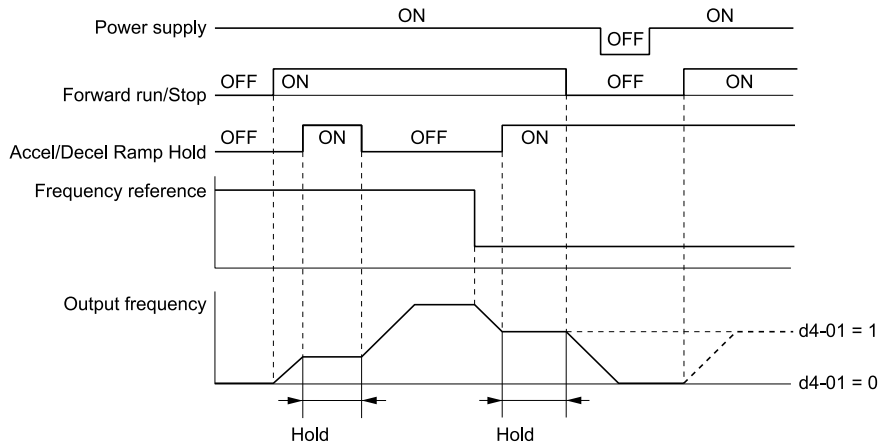 ON
ON
Power supply
OFF
OFF
ON
OFF
ON
Forward run/Stop
OFF
ON
OFF
ON
Accel/Decel Ramp Hold
Frequency reference
Output frequency
d4-01 = 1
d4-01 = 0
Hold
Hold